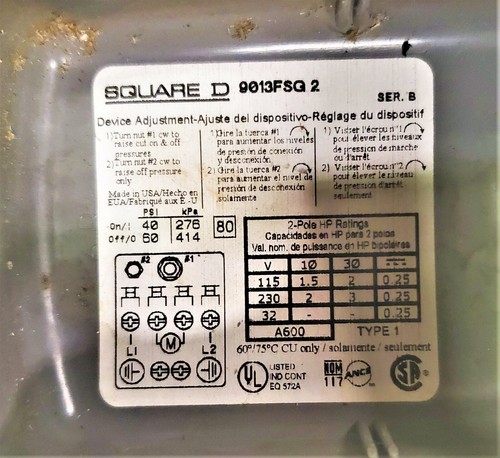 SQUARE D 9013FSG 2
SER. B
Device Adjustment-Ajuste del dispositivo-Réglage du dispositif
1) Turn nut #1 cw to
raise cut on & off
pressures
2) Turn nut #2 cw to
raise off pressure
only
Made in USA/Hecho en
EUA/Fabriqué aux É-U
1) Gire la tuerca #1
para aumentar los niveles
de presión de conexión
y desconexión.
2) Gire la tuerca #2
para aumentar el nivel de
presión de desconexión
solamente
1) Visser l'écrou n°1
pour élever les niveaux
de pression de marche
ou l'arrêt
2) Visser l'écrou n°2
pour élever les niveau
de pression d'arrêt
seulement
PSI kPa
On/I 40 276
Off/O 60 414
80
2-Pole HP Ratings
Capacidades en HP para 2 polos
Val. nom. de puissance en HP bipolaires
V 1Ø 3Ø
115 1.5 2 0.25
230 2 3 0.25
32 - - 0.25
A600 TYPE 1
60°/75°C CU only / solamente / seulement
#2 #1
L1 M L2
UL LISTED
IND CONT
EQ 572A
NOM
117
ANCE
SA